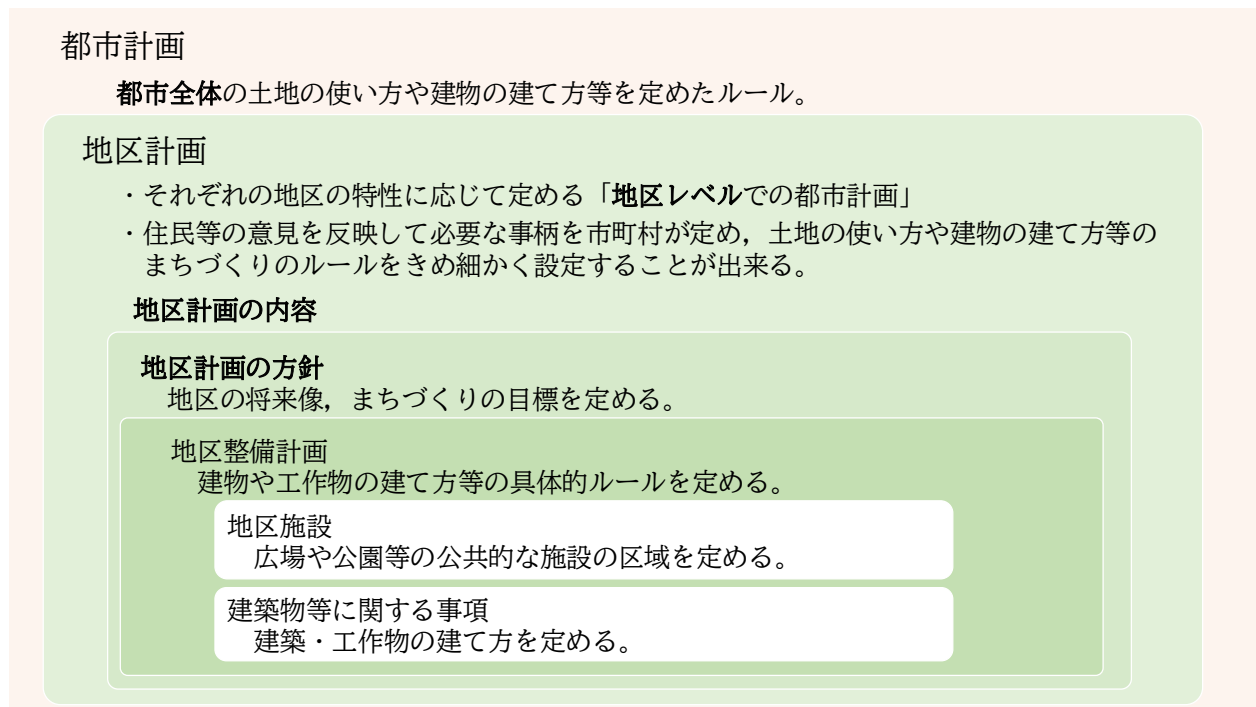 都市計画
都市全体の土地の使い方や建物の建て方等を定めたルール。
地区計画
・それぞれの地区の特性に応じて定める「地区レベルでの都市計画」
・住民等の意見を反映して必要な事柄を市町村が定め，土地の使い方や建物の建て方等の
まちづくりのルールをきめ細かく設定することが出来る。
地区計画の内容
地区計画の方針
地区の将来像，まちづくりの目標を定める。
地区整備計画
建物や工作物の建て方等の具体的ルールを定める。
地区施設
広場や公園等の公共的な施設の区域を定める。
建築物等に関する事項
建築・工作物の建て方を定める。